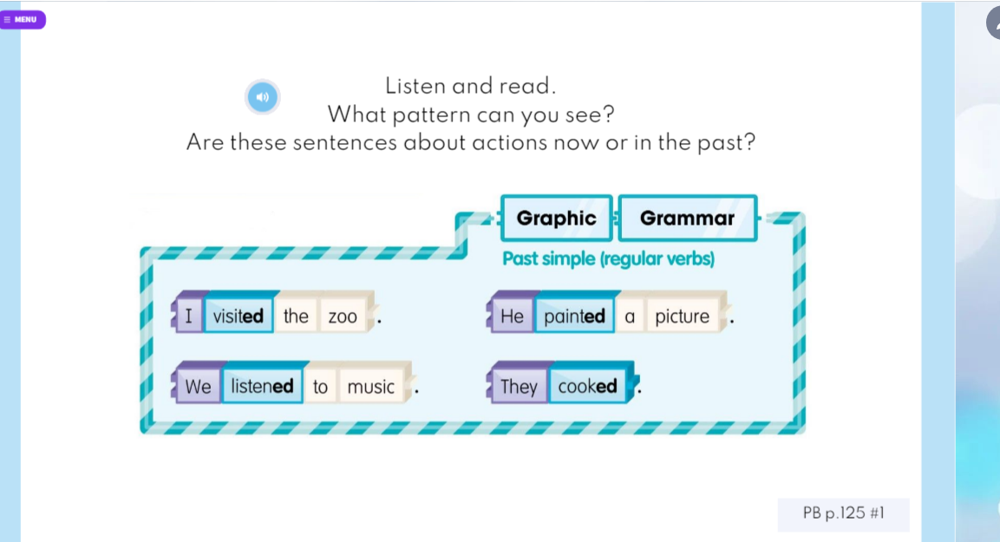 MENU
Listen and read.
What pattern can you see?
Are these sentences about actions now or in the past?
Graphic Grammar
Past simple (regular verbs)
I visited the zoo.
He painted a picture.
We listened to music.
They cooked.
PB p.125 #1